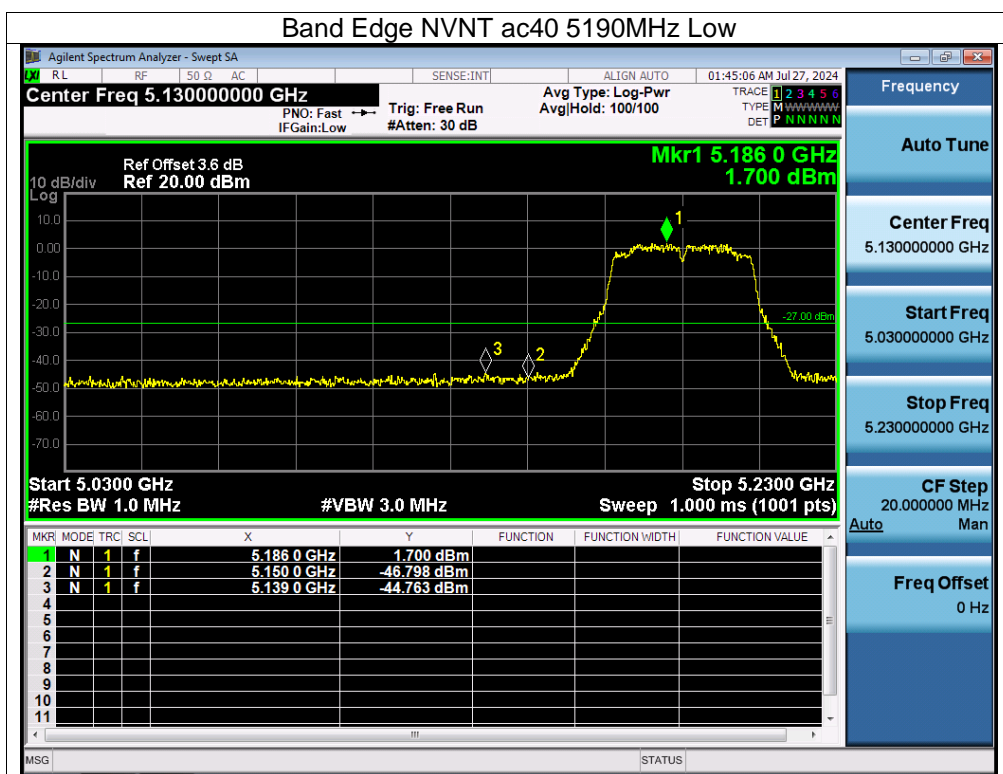 Band Edge NVNT ac40 5190MHz Low
Agilent Spectrum Analyzer - Swept SA
LXI RL RF 50 Ω AC SENSE:INT ALIGN AUTO 01:45:06 AM Jul 27, 2024
Center Freq 5.130000000 GHz
PNO: Fast
IFGain:Low
Trig: Free Run
#Atten: 30 dB
Avg Type: Log-Pwr
Avg|Hold: 100/100
TRACE 1 2 3 4 5 6
TYPE M WWWWW
DET P N N N N N
Ref Offset 3.6 dB
10 dB/div Ref 20.00 dBm
Log
Mkr1 5.186 0 GHz
1.700 dBm
10.0
0.00
-10.0
-20.0
-30.0
-40.0
-50.0
-60.0
-70.0
1
-27.00 dBm
3
2
Start 5.0300 GHz Stop 5.2300 GHz
#Res BW 1.0 MHz #VBW 3.0 MHz Sweep 1.000 ms (1001 pts)
MKR MODE TRC SCL X Y FUNCTION FUNCTION WIDTH FUNCTION VALUE
1 N 1 f 5.186 0 GHz 1.700 dBm
2 N 1 f 5.150 0 GHz -46.798 dBm
3 N 1 f 5.139 0 GHz -44.763 dBm
4
5
6
7
8
9
10
11
MSG STATUS
Frequency
Auto Tune
Center Freq
5.130000000 GHz
Start Freq
5.030000000 GHz
Stop Freq
5.230000000 GHz
CF Step
20.000000 MHz
Auto Man
Freq Offset
0 Hz